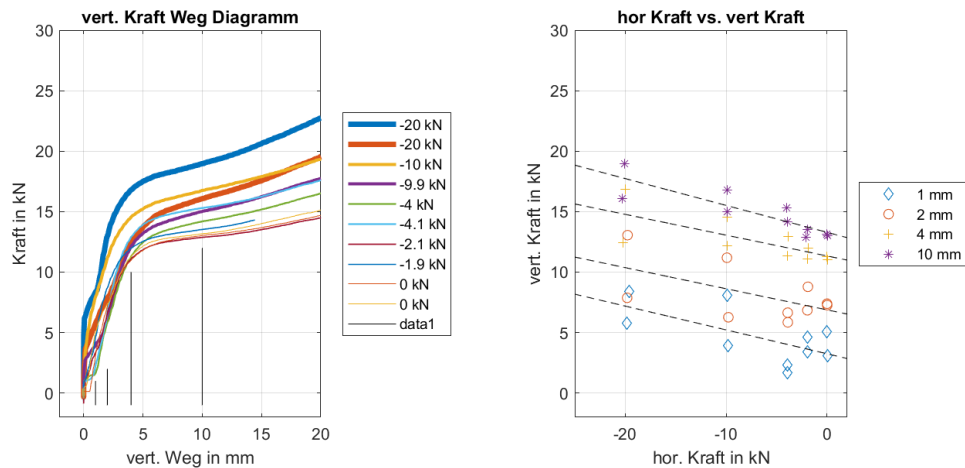 vert. Kraft Weg Diagramm
30
25
20
15
10
5
0
Kraft in kN
0
5
10
15
20
vert. Weg in mm
-20 kN
-20 kN
-10 kN
-9.9 kN
-4 kN
-4.1 kN
-2.1 kN
-1.9 kN
0 kN
0 kN
data1
hor Kraft vs. vert Kraft
30
25
20
15
10
5
0
vert. Kraft in kN
-20
-10
0
hor. Kraft in kN
1 mm
2 mm
4 mm
10 mm